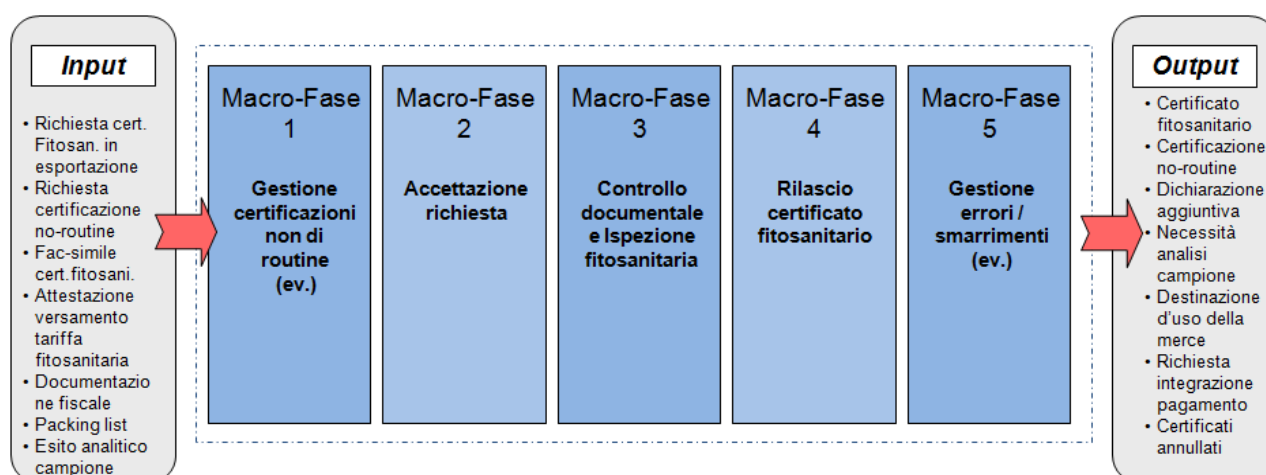 Input
• Richiesta cert.
Fitosan. in
esportazione
• Richiesta
certificazione
no-routine
• Fac-simile
cert.fitosani.
• Attestazione
versamento
tariffa
fitosanitaria
• Documentazio
ne fiscale
• Packing list
• Esito analitico
campione
Macro-Fase
1
Gestione
certificazioni
non di
routine
(ev.)
Macro-Fase
2
Accettazione
richiesta
Macro-Fase
3
Controllo
documentale
e Ispezione
fitosanitaria
Macro-Fase
4
Rilascio
certificato
fitosanitario
Macro-Fase
5
Gestione
errori /
smarrimenti
(ev.)
Output
• Certificato
fitosanitario
• Certificazione
no-routine
• Dichiarazione
aggiuntiva
• Necessità
analisi
campione
• Destinazione
d'uso della
merce
• Richiesta
integrazione
pagamento
• Certificati
annullati